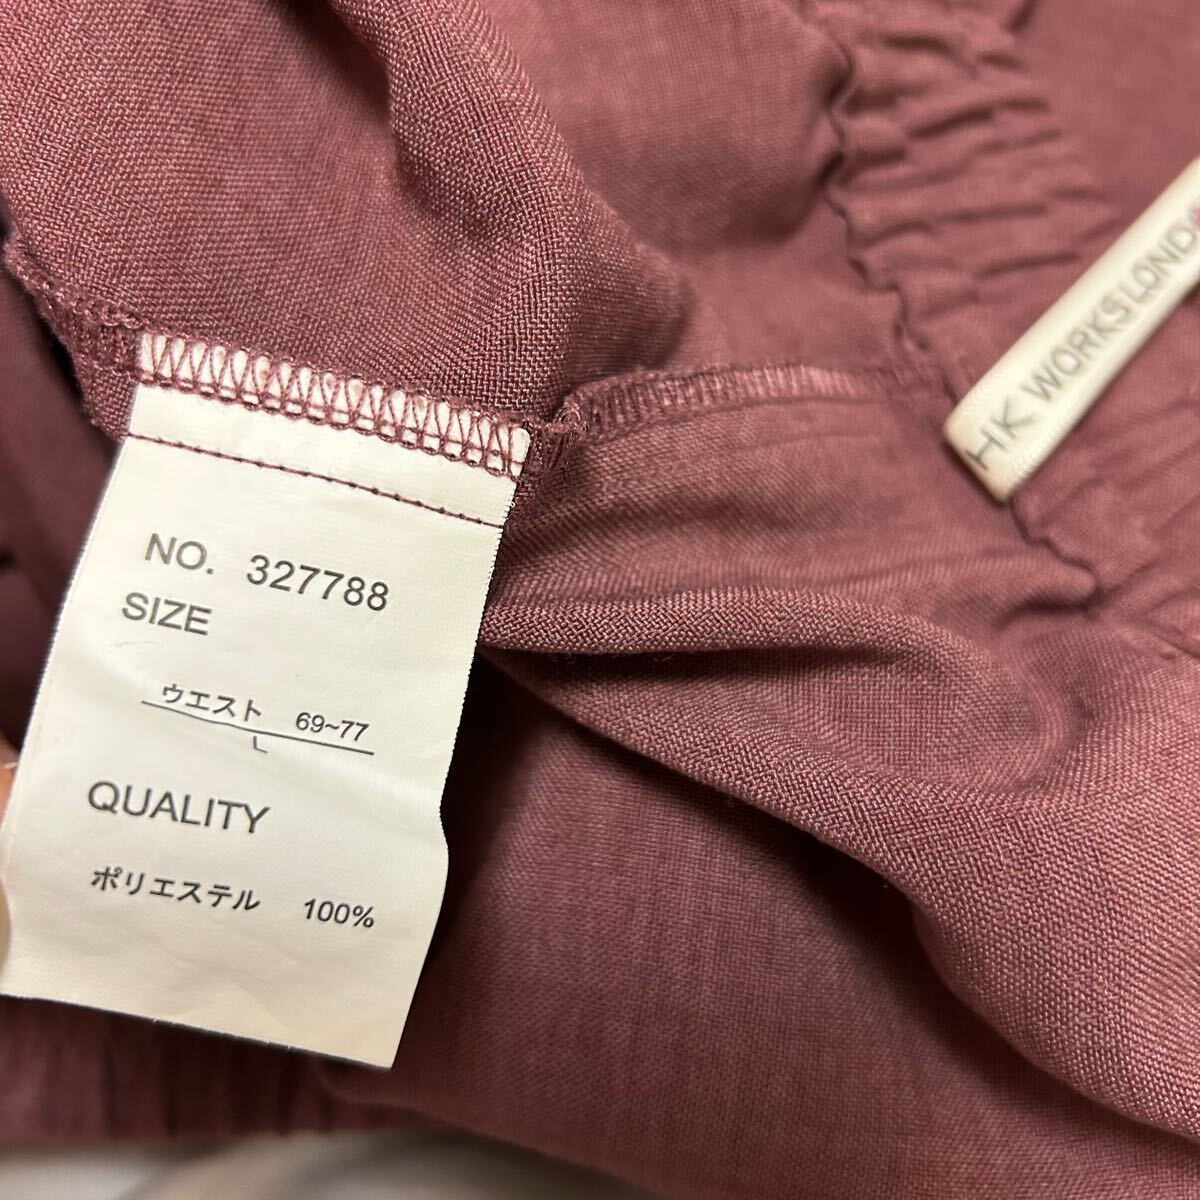 HK WORKS LOND
NO. 327788
SIZE
ウエスト 69~77
L
QUALITY
ポリエステル 100%